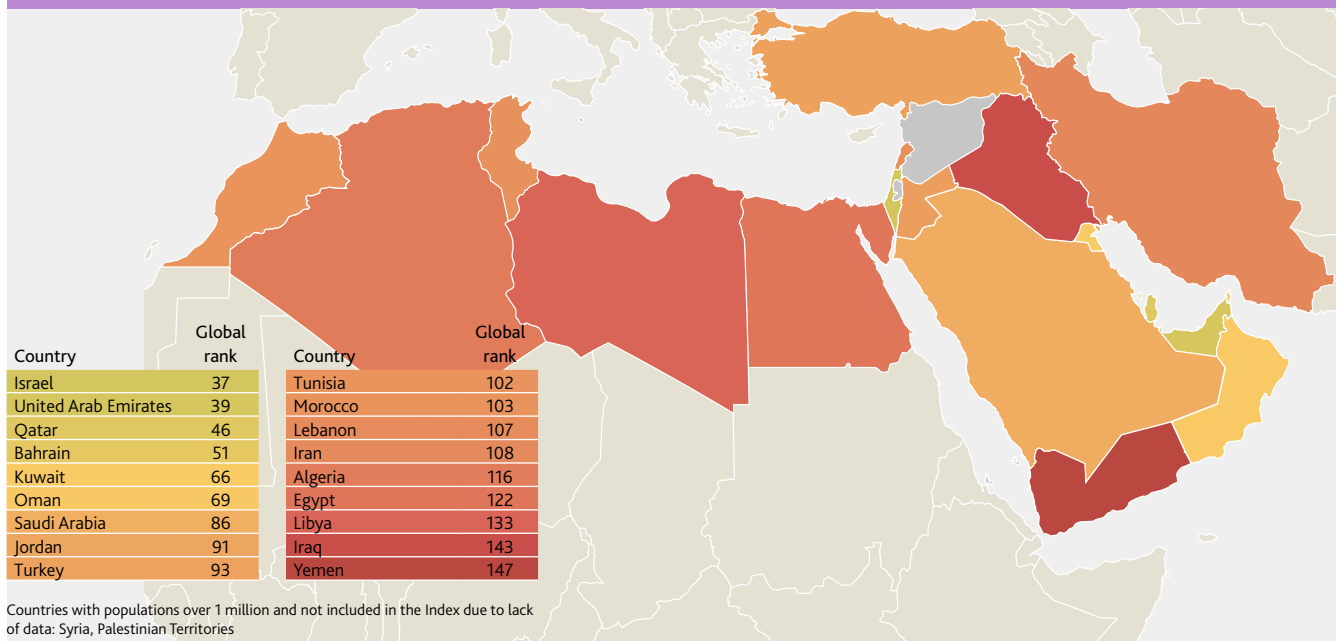 Country Global rank
Israel 37
United Arab Emirates 39
Qatar 46
Bahrain 51
Kuwait 66
Oman 69
Saudi Arabia 86
Jordan 91
Turkey 93
Country Global rank
Tunisia 102
Morocco 103
Lebanon 107
Iran 108
Algeria 116
Egypt 122
Libya 133
Iraq 143
Yemen 147
Countries with populations over 1 million and not included in the Index due to lack
of data: Syria, Palestinian Territories